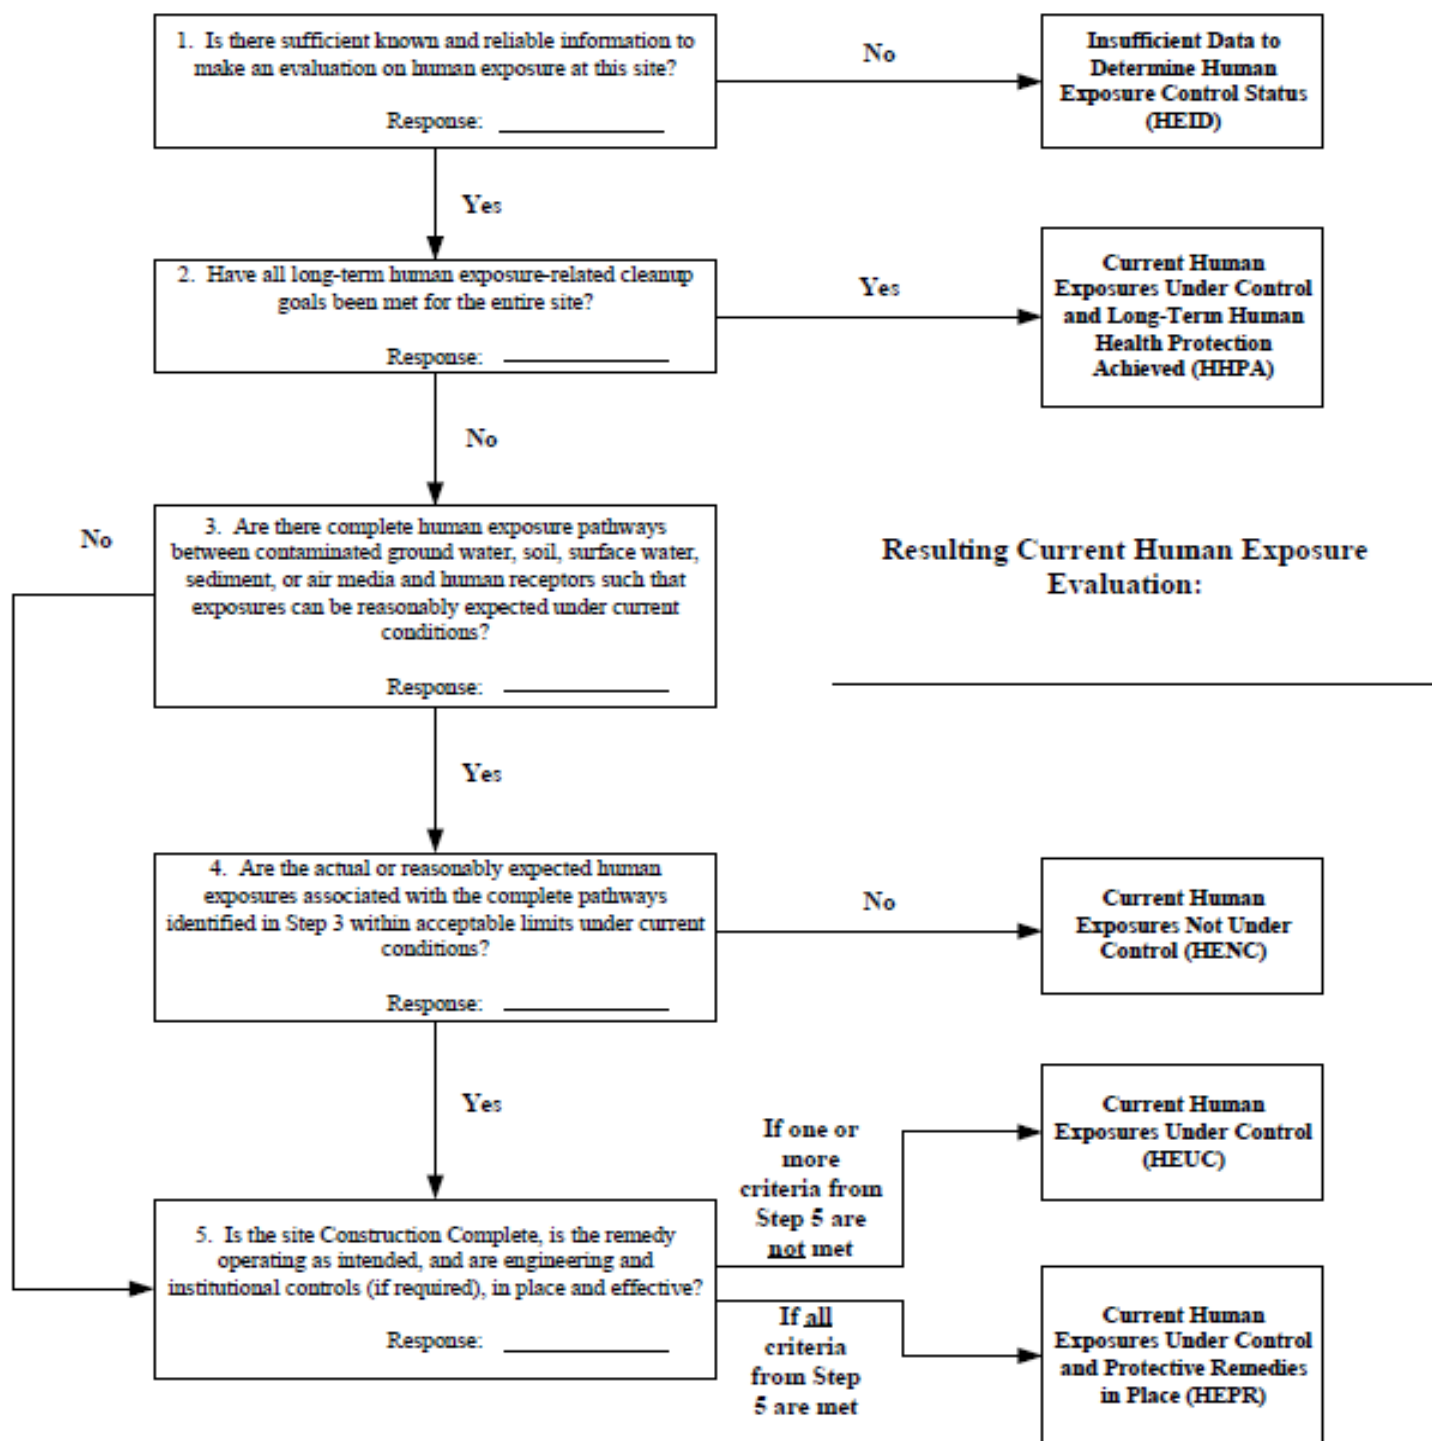 1. Is there sufficient known and reliable information to
make an evaluation on human exposure at this site?
Response:
No
Insufficient Data to
Determine Human
Exposure Control Status
(HEID)
Yes
2. Have all long-term human exposure-related cleanup
goals been met for the entire site?
Response:
Yes
Current Human
Exposures Under Control
and Long-Term Human
Health Protection
Achieved (HHPA)
No
No
3. Are there complete human exposure pathways
between contaminated ground water, soil, surface water,
sediment, or air media and human receptors such that
exposures can be reasonably expected under current
conditions?
Response:
Resulting Current Human Exposure
Evaluation:
Yes
4. Are the actual or reasonably expected human
exposures associated with the complete pathways
identified in Step 3 within acceptable limits under current
conditions?
Response:
No
Current Human
Exposures Not Under
Control (HENC)
Yes
If one or
more
criteria from
Step 5 are
not met
Current Human
Exposures Under Control
(HEUC)
5. Is the site Construction Complete, is the remedy
operating as intended, and are engineering and
institutional controls (if required), in place and effective?
Response:
If all
criteria
from Step
5 are met
Current Human
Exposures Under Control
and Protective Remedies
in Place (HEPR)